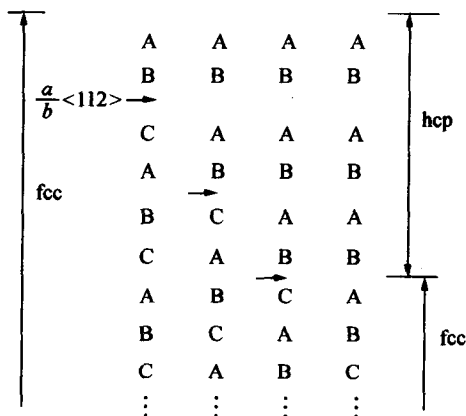 A A A A
B B B B
a/b <112>
hcp
C A A A
A B B B
fcc
B C A A
C A B B
A B C A
B C A B
fcc
C A B C
⋮ ⋮ ⋮ ⋮